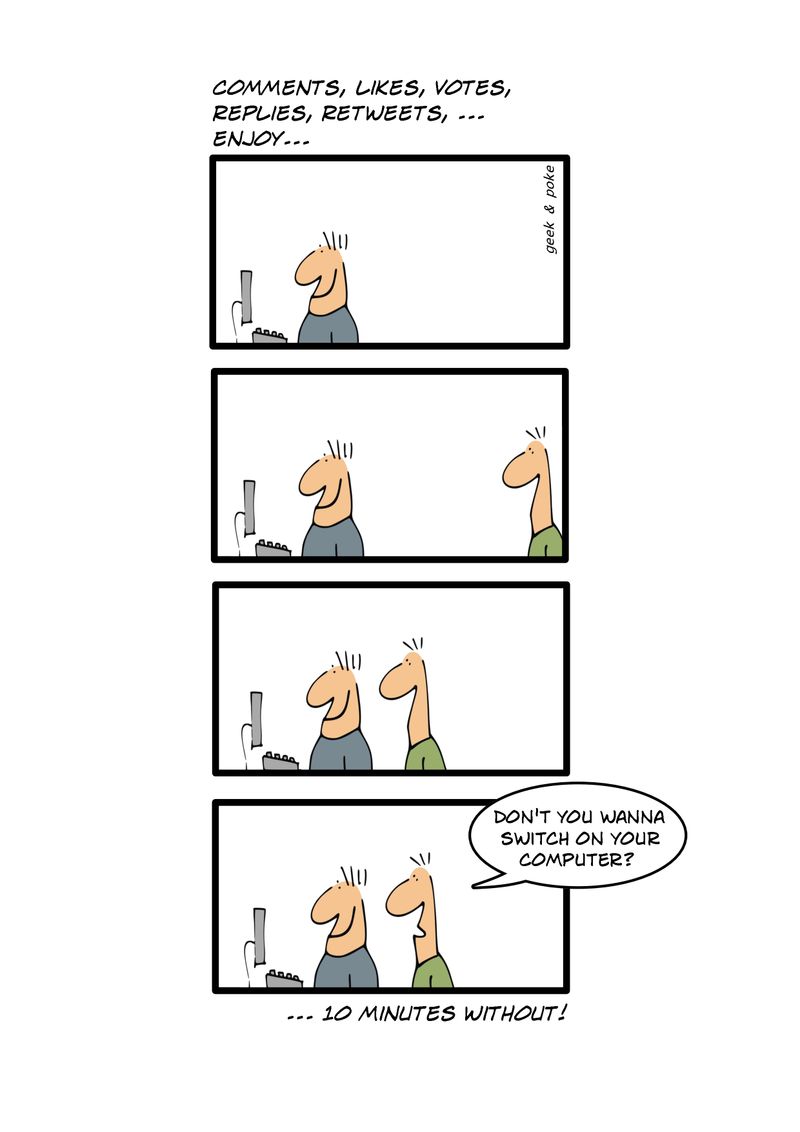 COMMENTS, LIKES, VOTES,
REPLIES, RETWEETS, ...
ENJOY...
geek & poke
DON'T YOU WANNA
SWITCH ON YOUR
COMPUTER?
... 10 MINUTES WITHOUT!